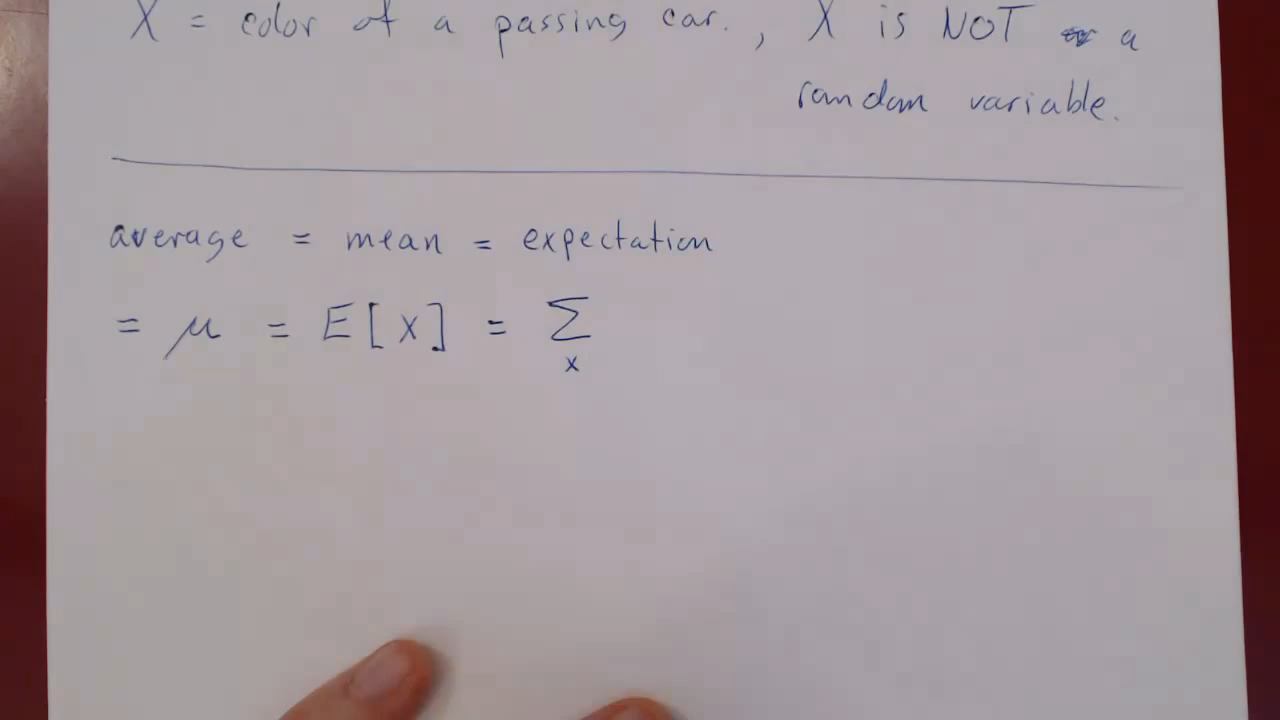 X = color of a passing car. , X is NOT a
random variable.
average = mean = expectation
= μ = E[X] = Σ
x